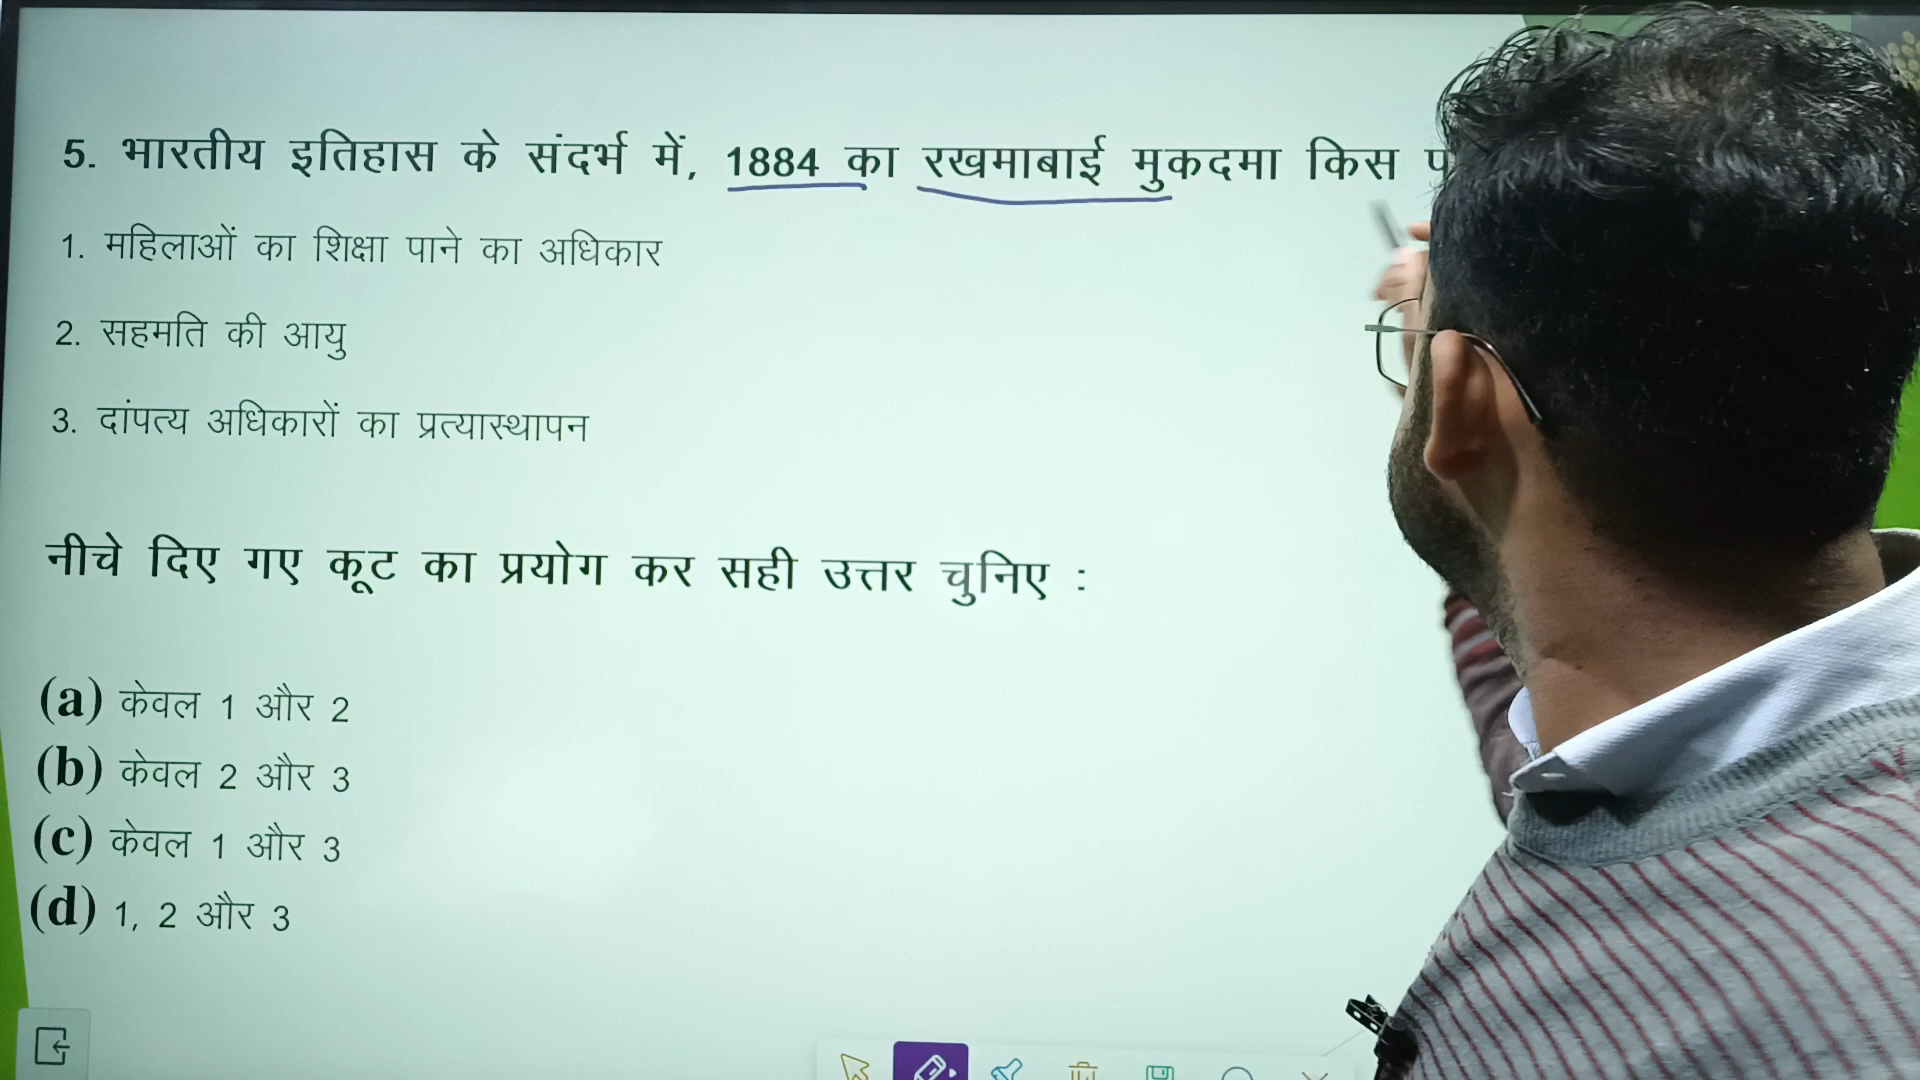 5. भारतीय इतिहास के संदर्भ में, 1884 का रखमाबाई मुकदमा किस
1. महिलाओं का शिक्षा पाने का अधिकार
2. सहमति की आयु
3. दांपत्य अधिकारों का प्रत्यास्थापन
नीचे दिए गए कूट का प्रयोग कर सही उत्तर चुनिए :
(a) केवल 1 और 2
(b) केवल 2 और 3
(c) केवल 1 और 3
(d) 1, 2 और 3